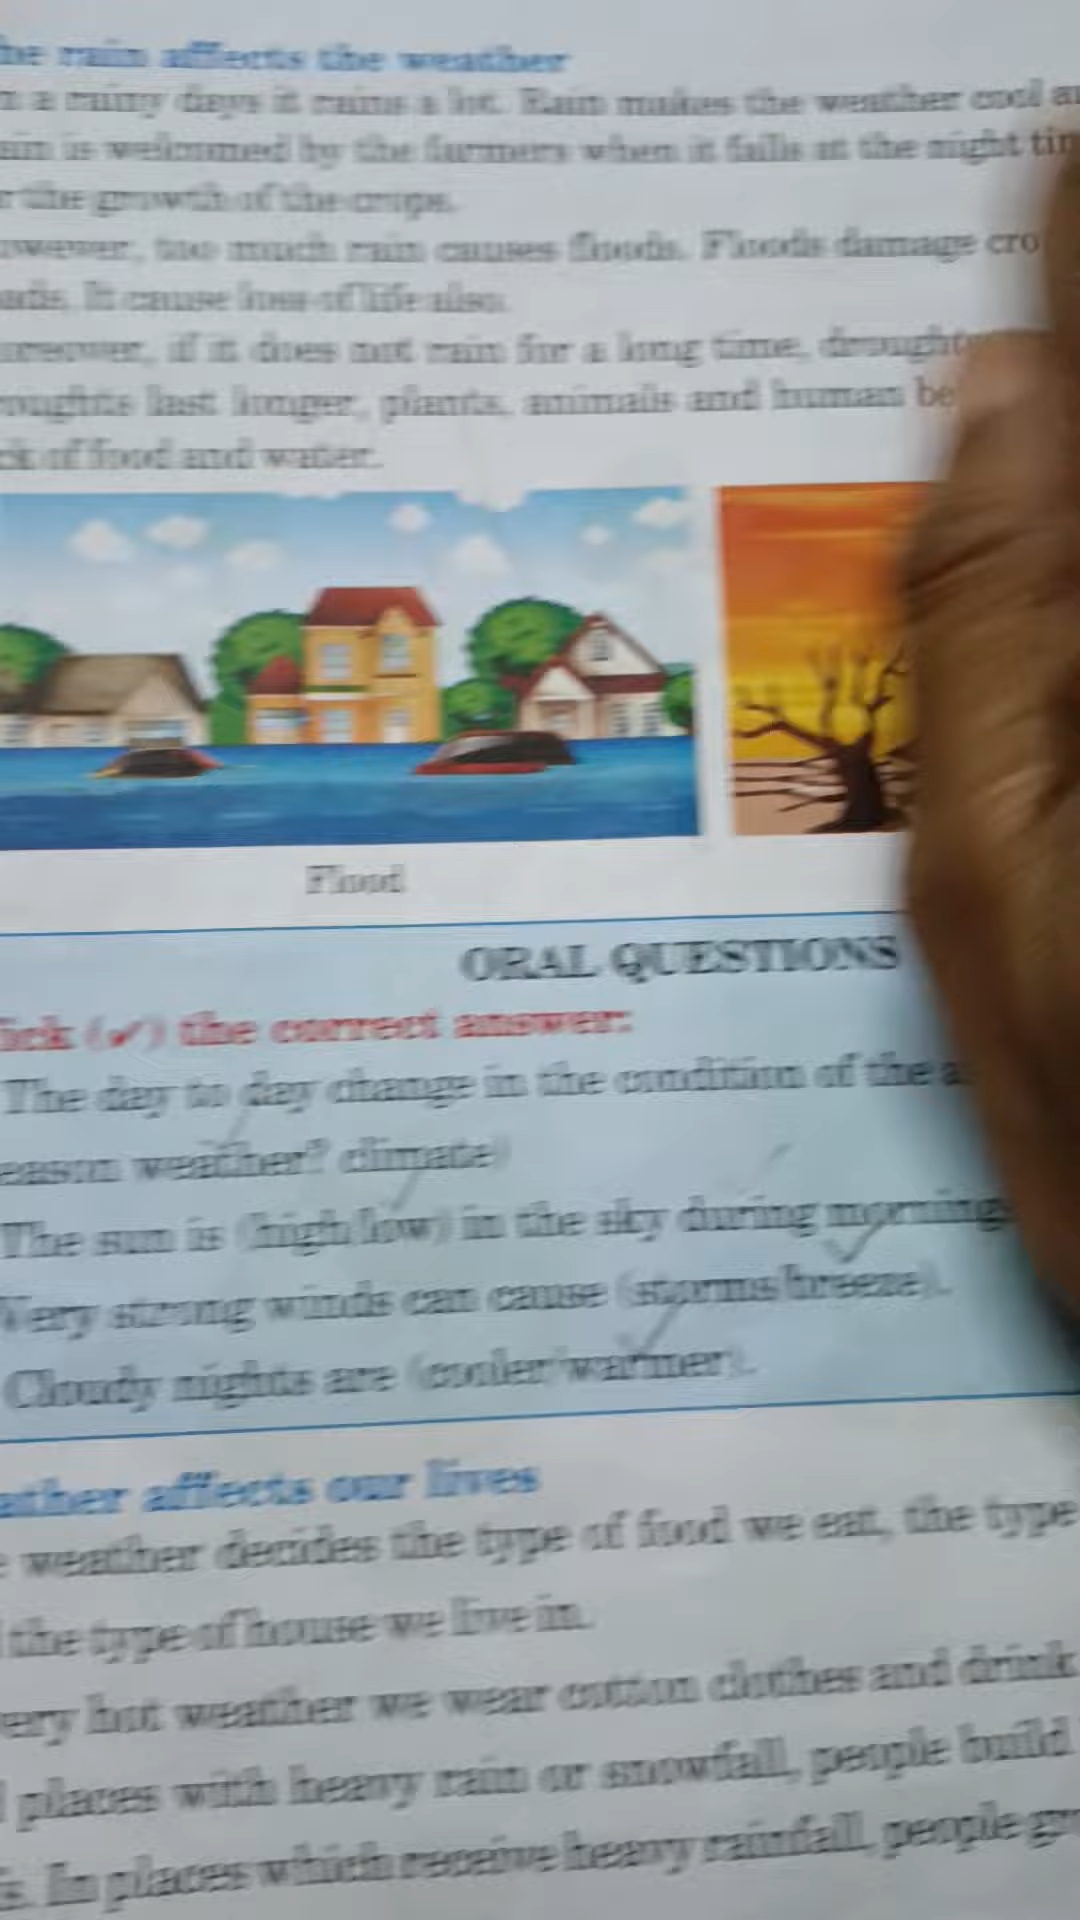 he rain affects the weather
n a rainy days it rains a lot. Rain makes the weather cool
ain is welcomed by the farmers when it falls at the night
r the growth of the crops.
owever, too much rain causes floods. Floods damage cro
ads. It cause loss of life also.
oreover, if it does not rain for a long time, drought
roughts last longer, plants, animals and human be
ck of food and water.
Flood
ORAL QUESTIONS
ick (✓) the correct answer:
The day to day change in the condition of the
eason weather? climate)
The sun is (high/low) in the sky during morning
Very strong winds can cause (storms/breeze).
Cloudy nights are (cooler/warmer).
ather affects our lives
weather decides the type of food we eat, the type
the type of house we live in.
ery hot weather we wear cotton clothes and drink
places with heavy rain or snowfall, people build
s. In places which receive heavy rainfall, people gr